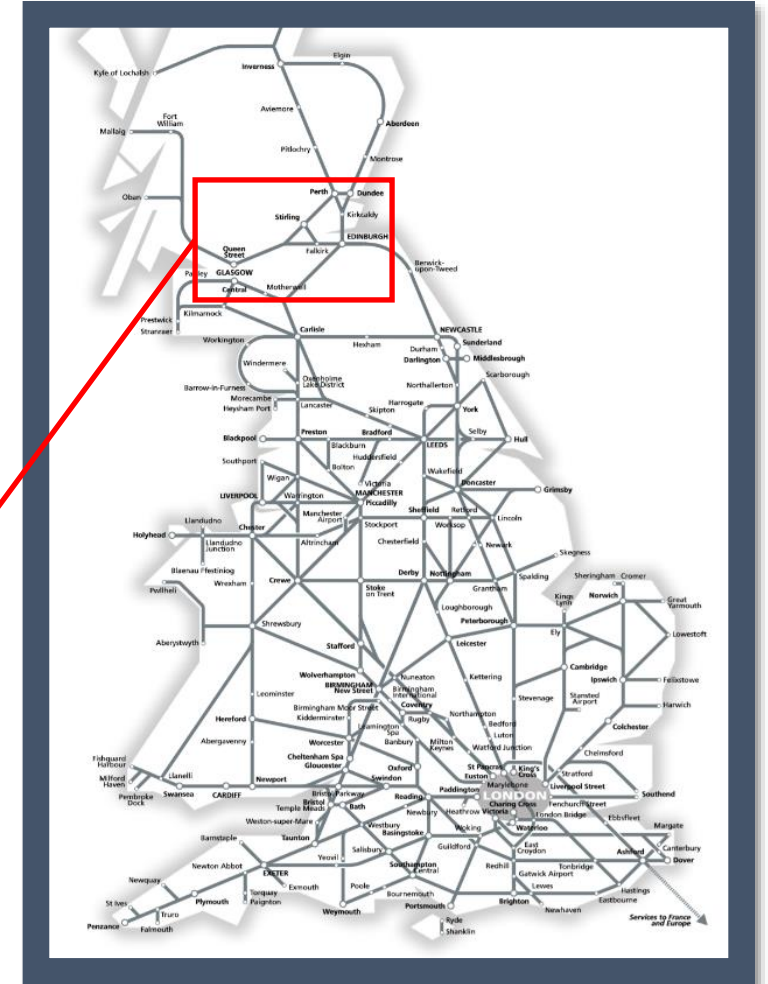 Elgin
Inverness
Kyle of Lochalsh
Aviemore
Fort
William
Mallaig
Aberdeen
Pitlochry
Montrose
Oban
Perth
Dundee
Stirling
Kirkcaldy
EDINBURGH
Queen
Street
Falkirk
Berwick-
upon-Tweed
Paisley
GLASGOW
Central
Motherwell
Kilmarnock
Prestwick
Stranraer
Carlisle
NEWCASTLE
Workington
Hexham
Sunderland
Durham
Darlington
Middlesbrough
Windermere
Scarborough
Oxenholme
Lake District
Barrow-in-Furness
Northallerton
Morecambe
Heysham Port
Lancaster
Harrogate
York
Skipton
Blackpool
Preston
Bradford
Selby
Hull
Blackburn
LEEDS
Huddersfield
Southport
Bolton
Wakefield
Wigan
Victoria
Doncaster
LIVERPOOL
Warrington
MANCHESTER
Piccadilly
Grimsby
Manchester
Airport
Sheffield
Retford
Llandudno
Stockport
Worksop
Lincoln
Holyhead
Chester
Llandudno
Junction
Altrincham
Chesterfield
Newark
Skegness
Blaenau Ffestiniog
Wrexham
Crewe
Derby
Nottingham
Spalding
Sheringham
Cromer
Pwllheli
Stoke
on Trent
Grantham
Kings
Lynn
Norwich
Great
Yarmouth
Loughborough
Shrewsbury
Peterborough
Ely
Lowestoft
Aberystwyth
Stafford
Leicester
Wolverhampton
Nuneaton
Kettering
Cambridge
BIRMINGHAM
New Street
Birmingham
International
Ipswich
Felixstowe
Leominster
Coventry
Stevenage
Stansted
Airport
Harwich
Birmingham Moor Street
Kidderminster
Rugby
Northampton
Hereford
Leamington
Spa
Bedford
Colchester
Abergavenny
Worcester
Banbury
Milton
Keynes
Luton
Watford Junction
Chelmsford
Cheltenham Spa
Gloucester
Oxford
St Pancras
Euston
King's
Cross
Stratford
Fishguard
Harbour
Llanelli
Newport
Swindon
Paddington
Marylebone
Liverpool Street
Milford
Haven
Pembroke
Dock
Swansea
CARDIFF
Bristol Parkway
Reading
LONDON
Southend
Bristol
Temple Meads
Bath
Newbury
Heathrow
Victoria
Charing Cross
Fenchurch Street
London Bridge
Ebbsfleet
Weston-super-Mare
Westbury
Basingstoke
Woking
Waterloo
Margate
Barnstaple
Taunton
Salisbury
Guildford
East
Croydon
Canterbury
Newton Abbot
Yeovil
Southampton
Central
Redhill
Tonbridge
Ashford
Dover
EXETER
Gatwick Airport
Newquay
Exmouth
Poole
Bournemouth
Lewes
Hastings
St Ives
Plymouth
Torquay
Paignton
Portsmouth
Brighton
Eastbourne
Truro
Weymouth
Newhaven
Penzance
Falmouth
Ryde
Shanklin
Services to France
and Europe